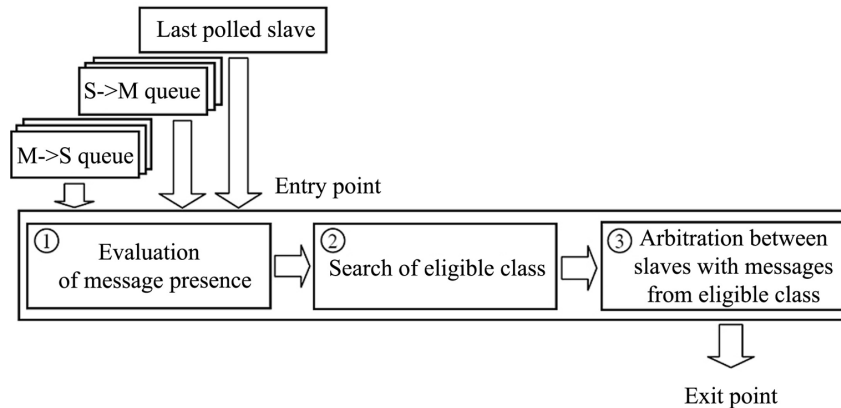 Last polled slave
S->M queue
M->S queue
Entry point
1
Evaluation
of message presence
2
Search of eligible class
3
Arbitration between
slaves with messages
from eligible class
Exit point